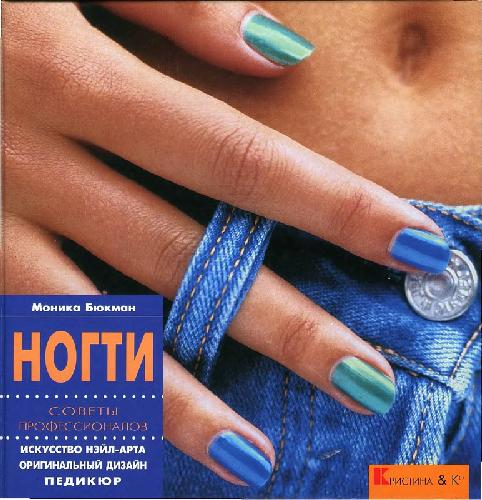 Моника Бюкман
НОГТИ
СОВЕТЫ
ПРОФЕССИОНАЛОВ
ИСКУССТВО НЭЙЛ-АРТА
ОРИГИНАЛЬНЫЙ ДИЗАЙН
ПЕДИКЮР
КРИСТИНА & К°